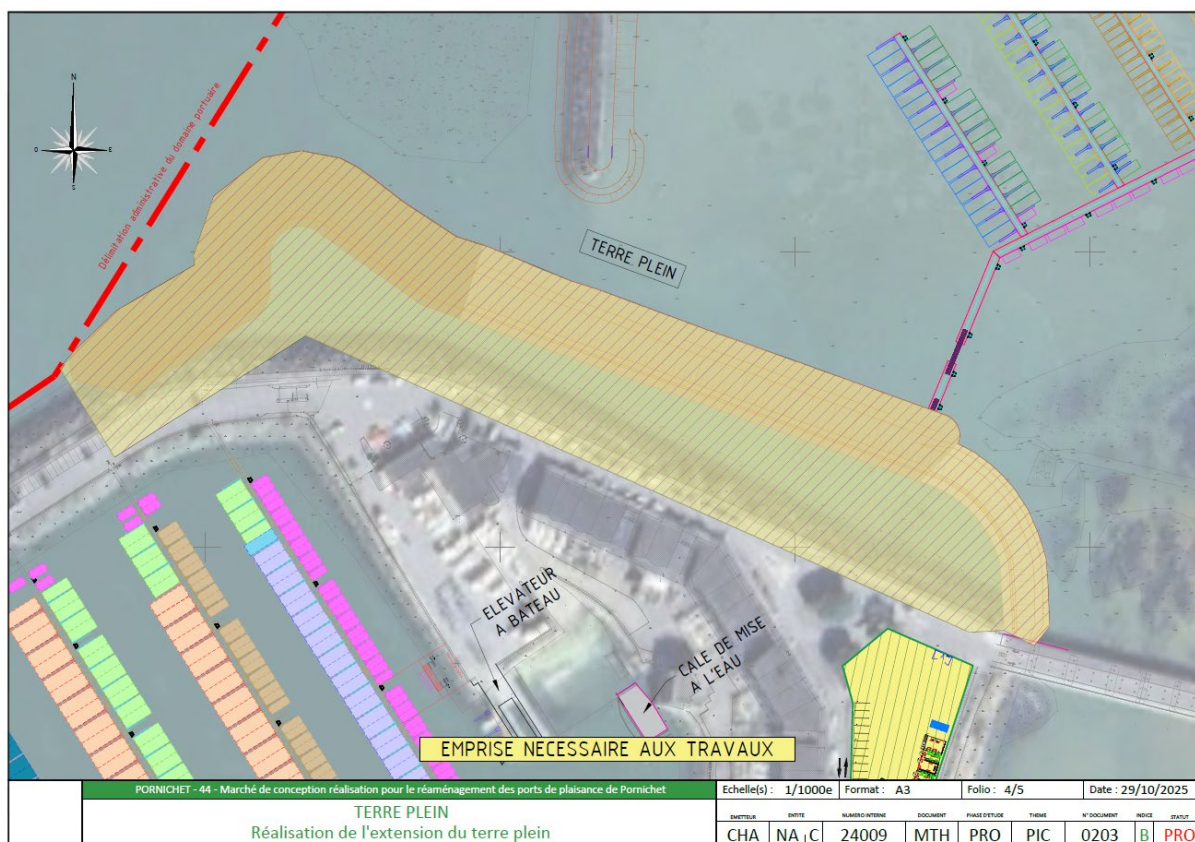 N
O
E
S
Délimitation administrative du domaine portuaire
TERRE PLEIN
ELEVATEUR
A BATEAU
CALE DE MISE
A L'EAU
EMPRISE NECESSAIRE AUX TRAVAUX
PORNICHET - 44 - Marché de conception réalisation pour le réaménagement des ports de plaisance de Pornichet
TERRE PLEIN
Réalisation de l'extension du terre plein
Echelle(s) : 1/1000e Format : A3 Folio : 4/5 Date : 29/10/2025
EMETTEUR ENTITE NUMERO INTERNE DOCUMENT PHASE D'ETUDE THEME N° DOCUMENT INDICE STATUT
CHA NA C 24009 MTH PRO PIC 0203 B PRO